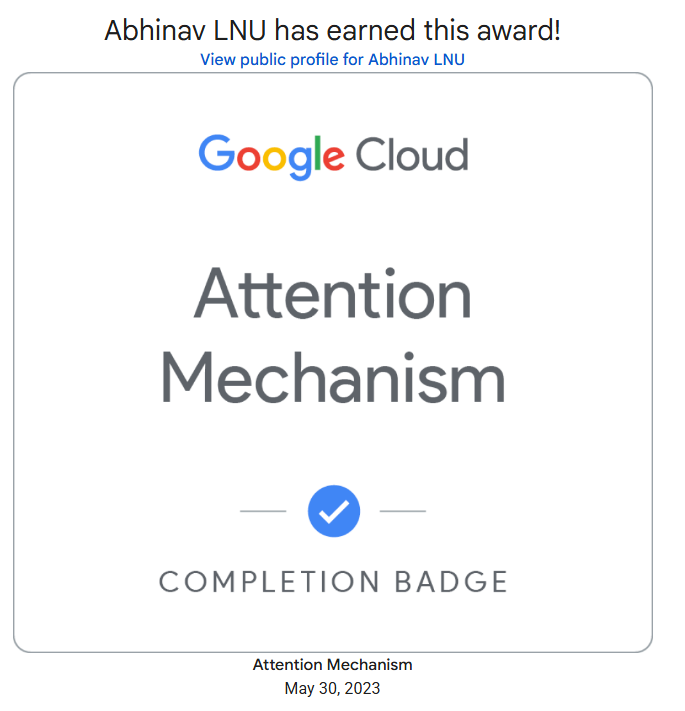 Abhinav LNU has earned this award!
View public profile for Abhinav LNU
Google Cloud
Attention
Mechanism
COMPLETION BADGE
Attention Mechanism
May 30, 2023